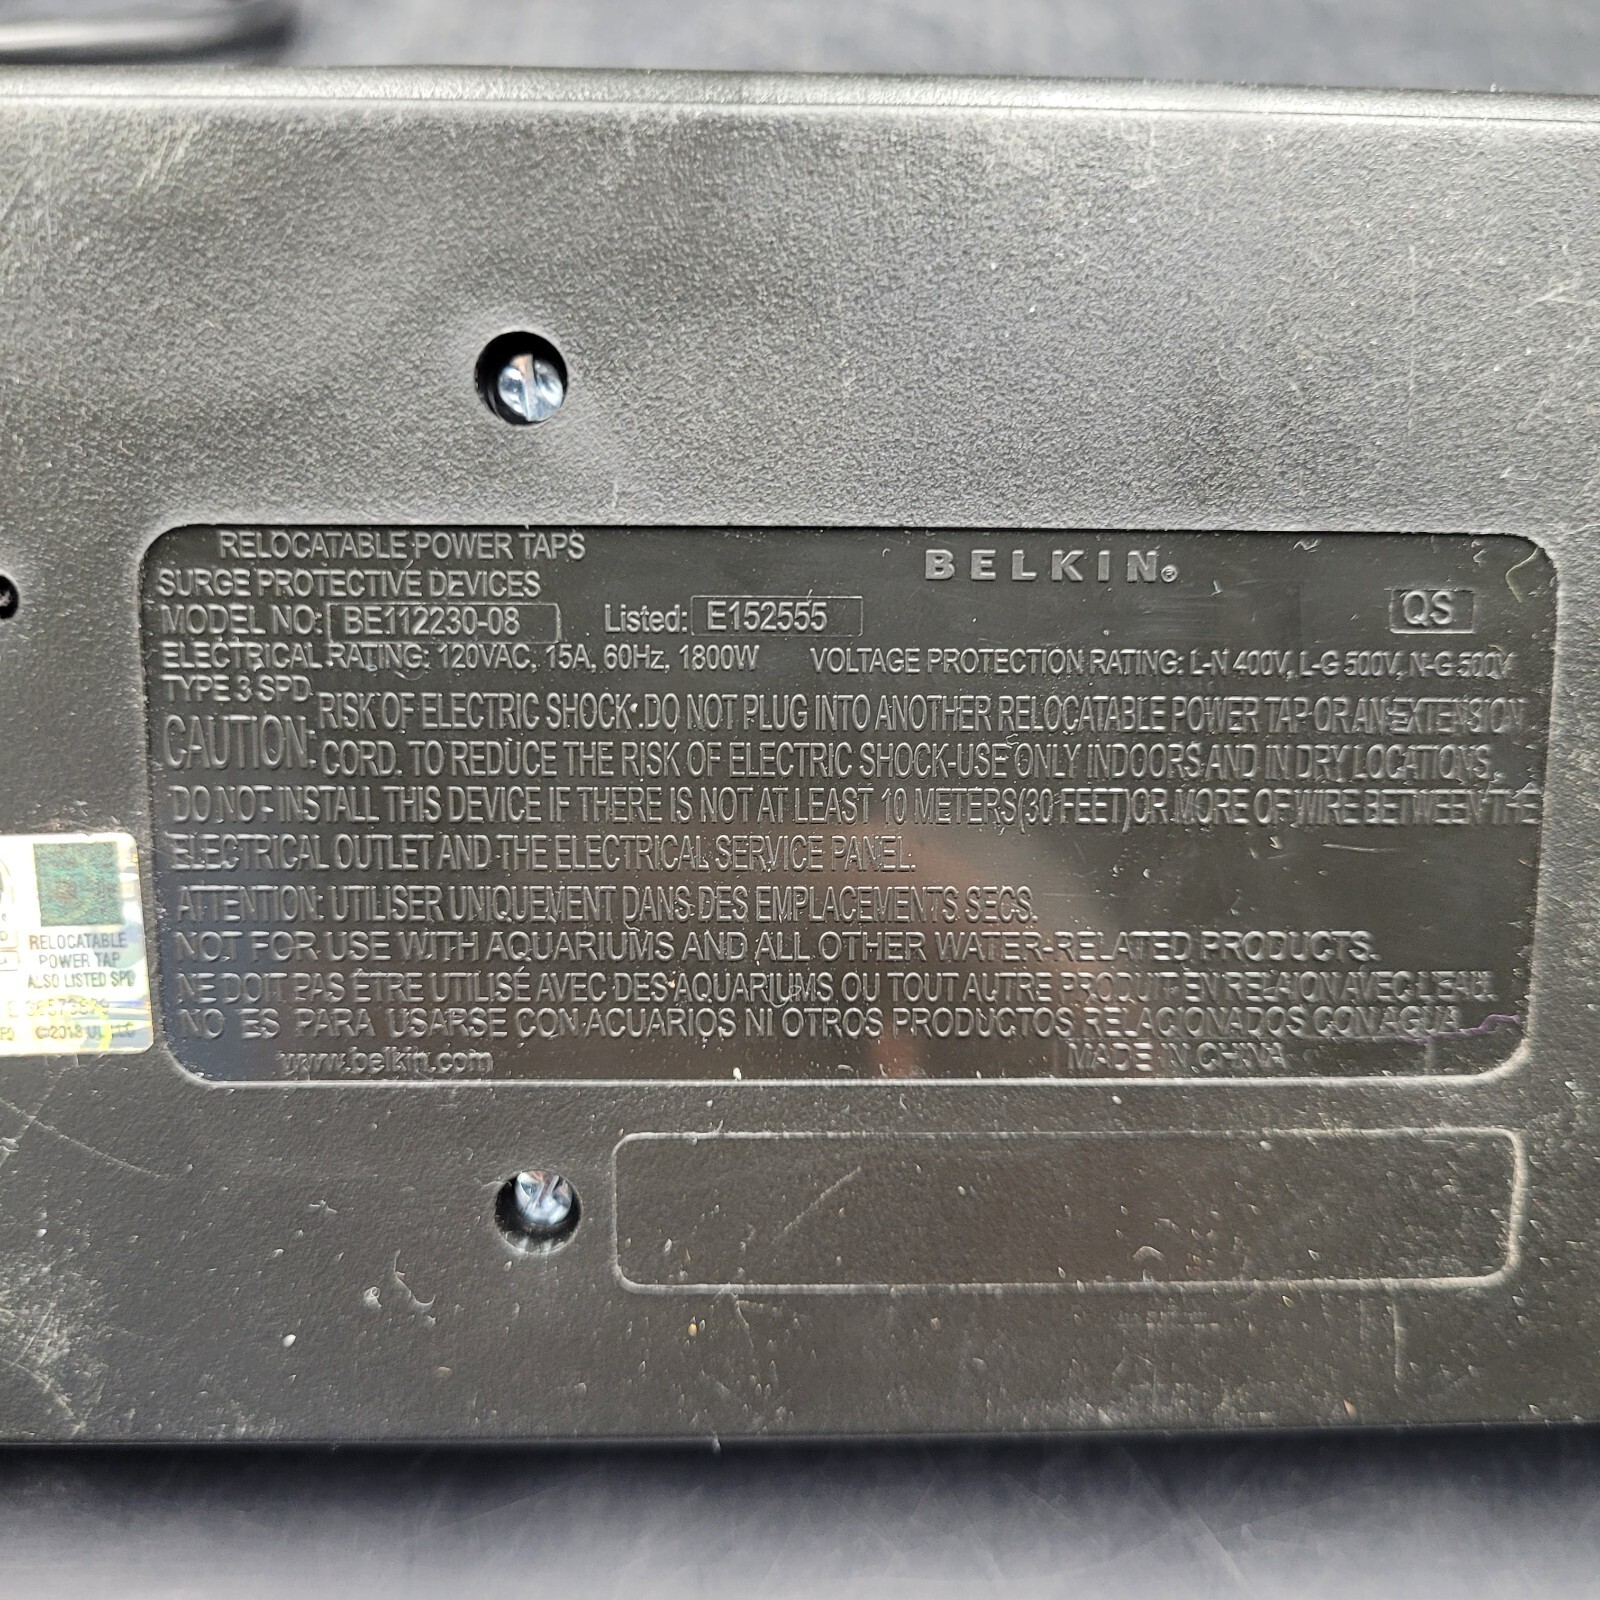 RELOCATABLE POWER TAPS
SURGE PROTECTIVE DEVICES
BELKIN®
MODEL NO: BE112230-08 Listed: E152555 QS
ELECTRICAL RATING: 120VAC, 15A, 60Hz, 1800W VOLTAGE PROTECTION RATING: L-N 400V, L-G 500V, N-G 500V
TYPE 3 SPD
CAUTION: RISK OF ELECTRIC SHOCK. DO NOT PLUG INTO ANOTHER RELOCATABLE POWER TAP OR AN EXTENSION
CORD. TO REDUCE THE RISK OF ELECTRIC SHOCK-USE ONLY INDOORS AND IN DRY LOCATIONS.
DO NOT INSTALL THIS DEVICE IF THERE IS NOT AT LEAST 10 METERS(30 FEET)OR MORE OF WIRE BETWEEN THE
ELECTRICAL OUTLET AND THE ELECTRICAL SERVICE PANEL.
ATTENTION: UTILISER UNIQUEMENT DANS DES EMPLACEMENTS SECS.
NOT FOR USE WITH AQUARIUMS AND ALL OTHER WATER-RELATED PRODUCTS.
NE DOIT PAS ÊTRE UTILISÉ AVEC DES AQUARIUMS OU TOUT AUTRE PRODUIT EN RELAION AVEC L'EAU.
NO ES PARA USARSE CON ACUARIOS NI OTROS PRODUCTOS RELACIONADOS CON AGUA
www.belkin.com MADE IN CHINA
RELOCATABLE
POWER TAP
ALSO LISTED SPD
©2013 UL LLC